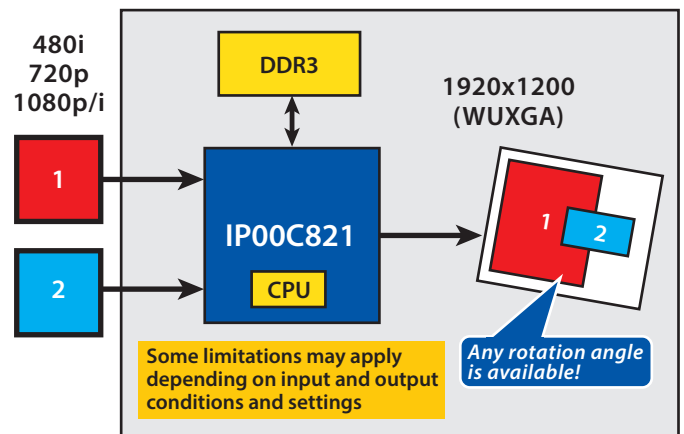 480i
720p
1080p/i
DDR3
1920x1200
(WUXGA)
1
2
IP00C821
CPU
1
2
Some limitations may apply
depending on input and output
conditions and settings
Any rotation angle
is available!